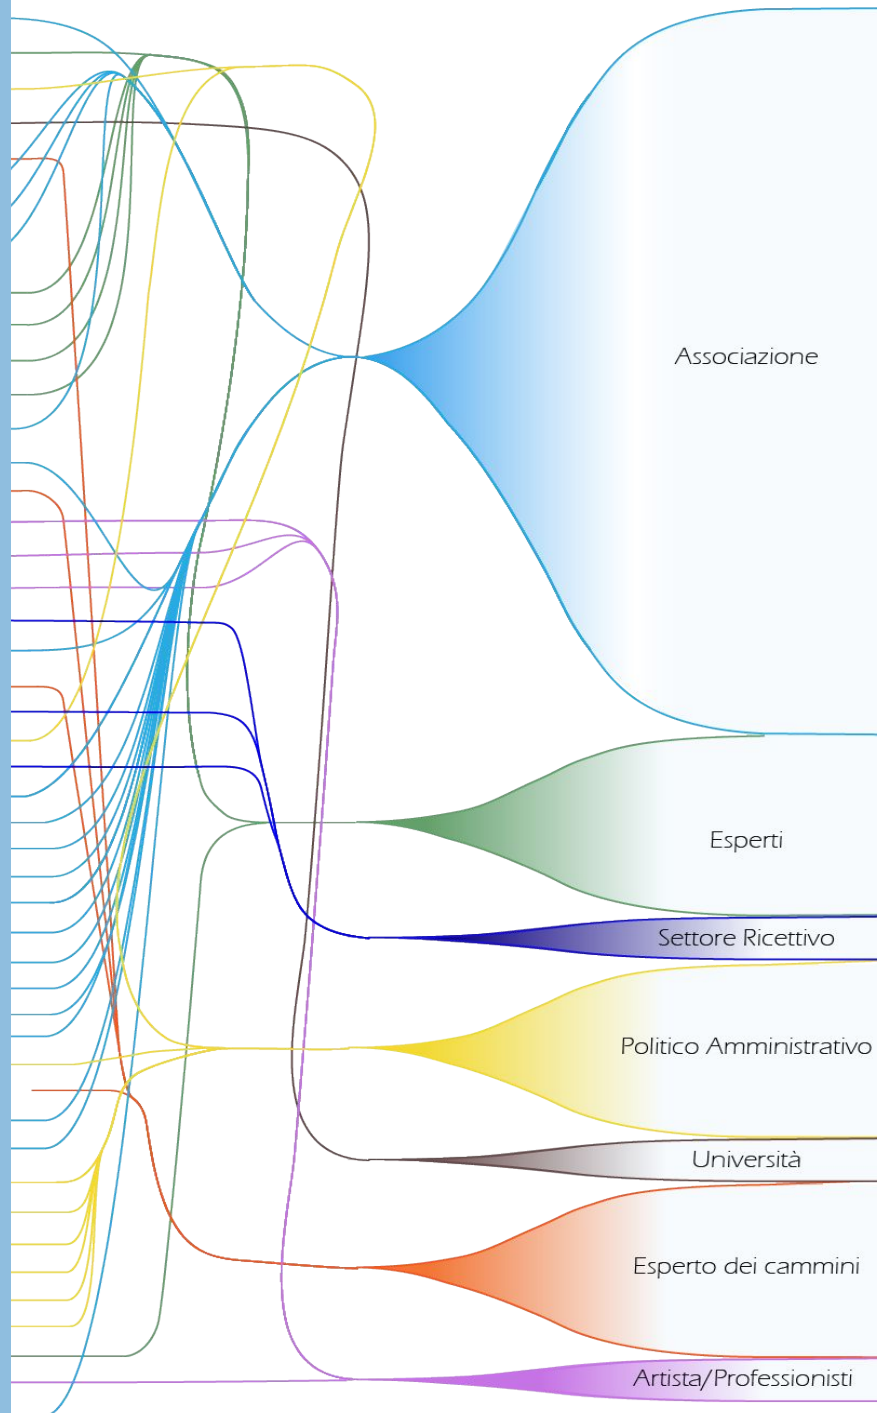 Associazione
Esperti
Settore Ricettivo
Politico Amministrativo
Università
Esperto dei cammini
Artista/Professionisti